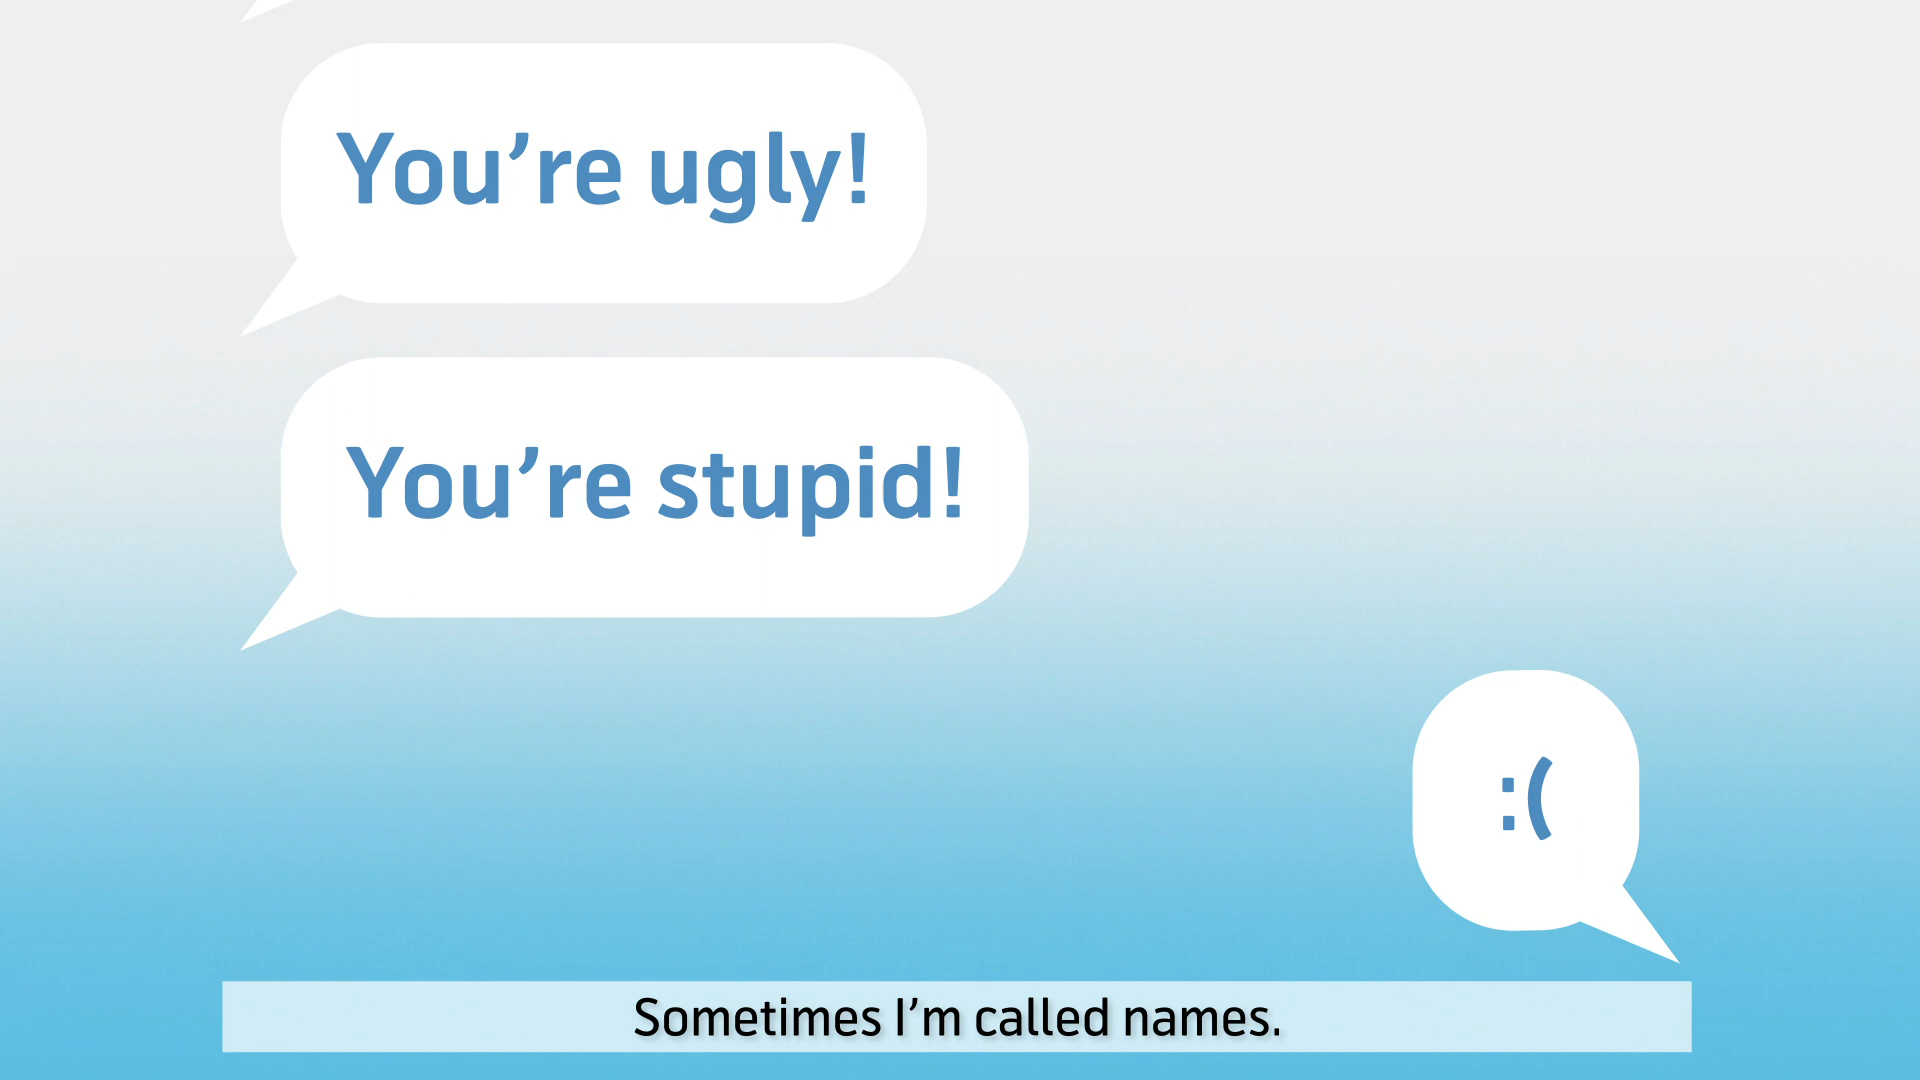 You’re ugly!
You’re stupid!
:(
Sometimes I’m called names.